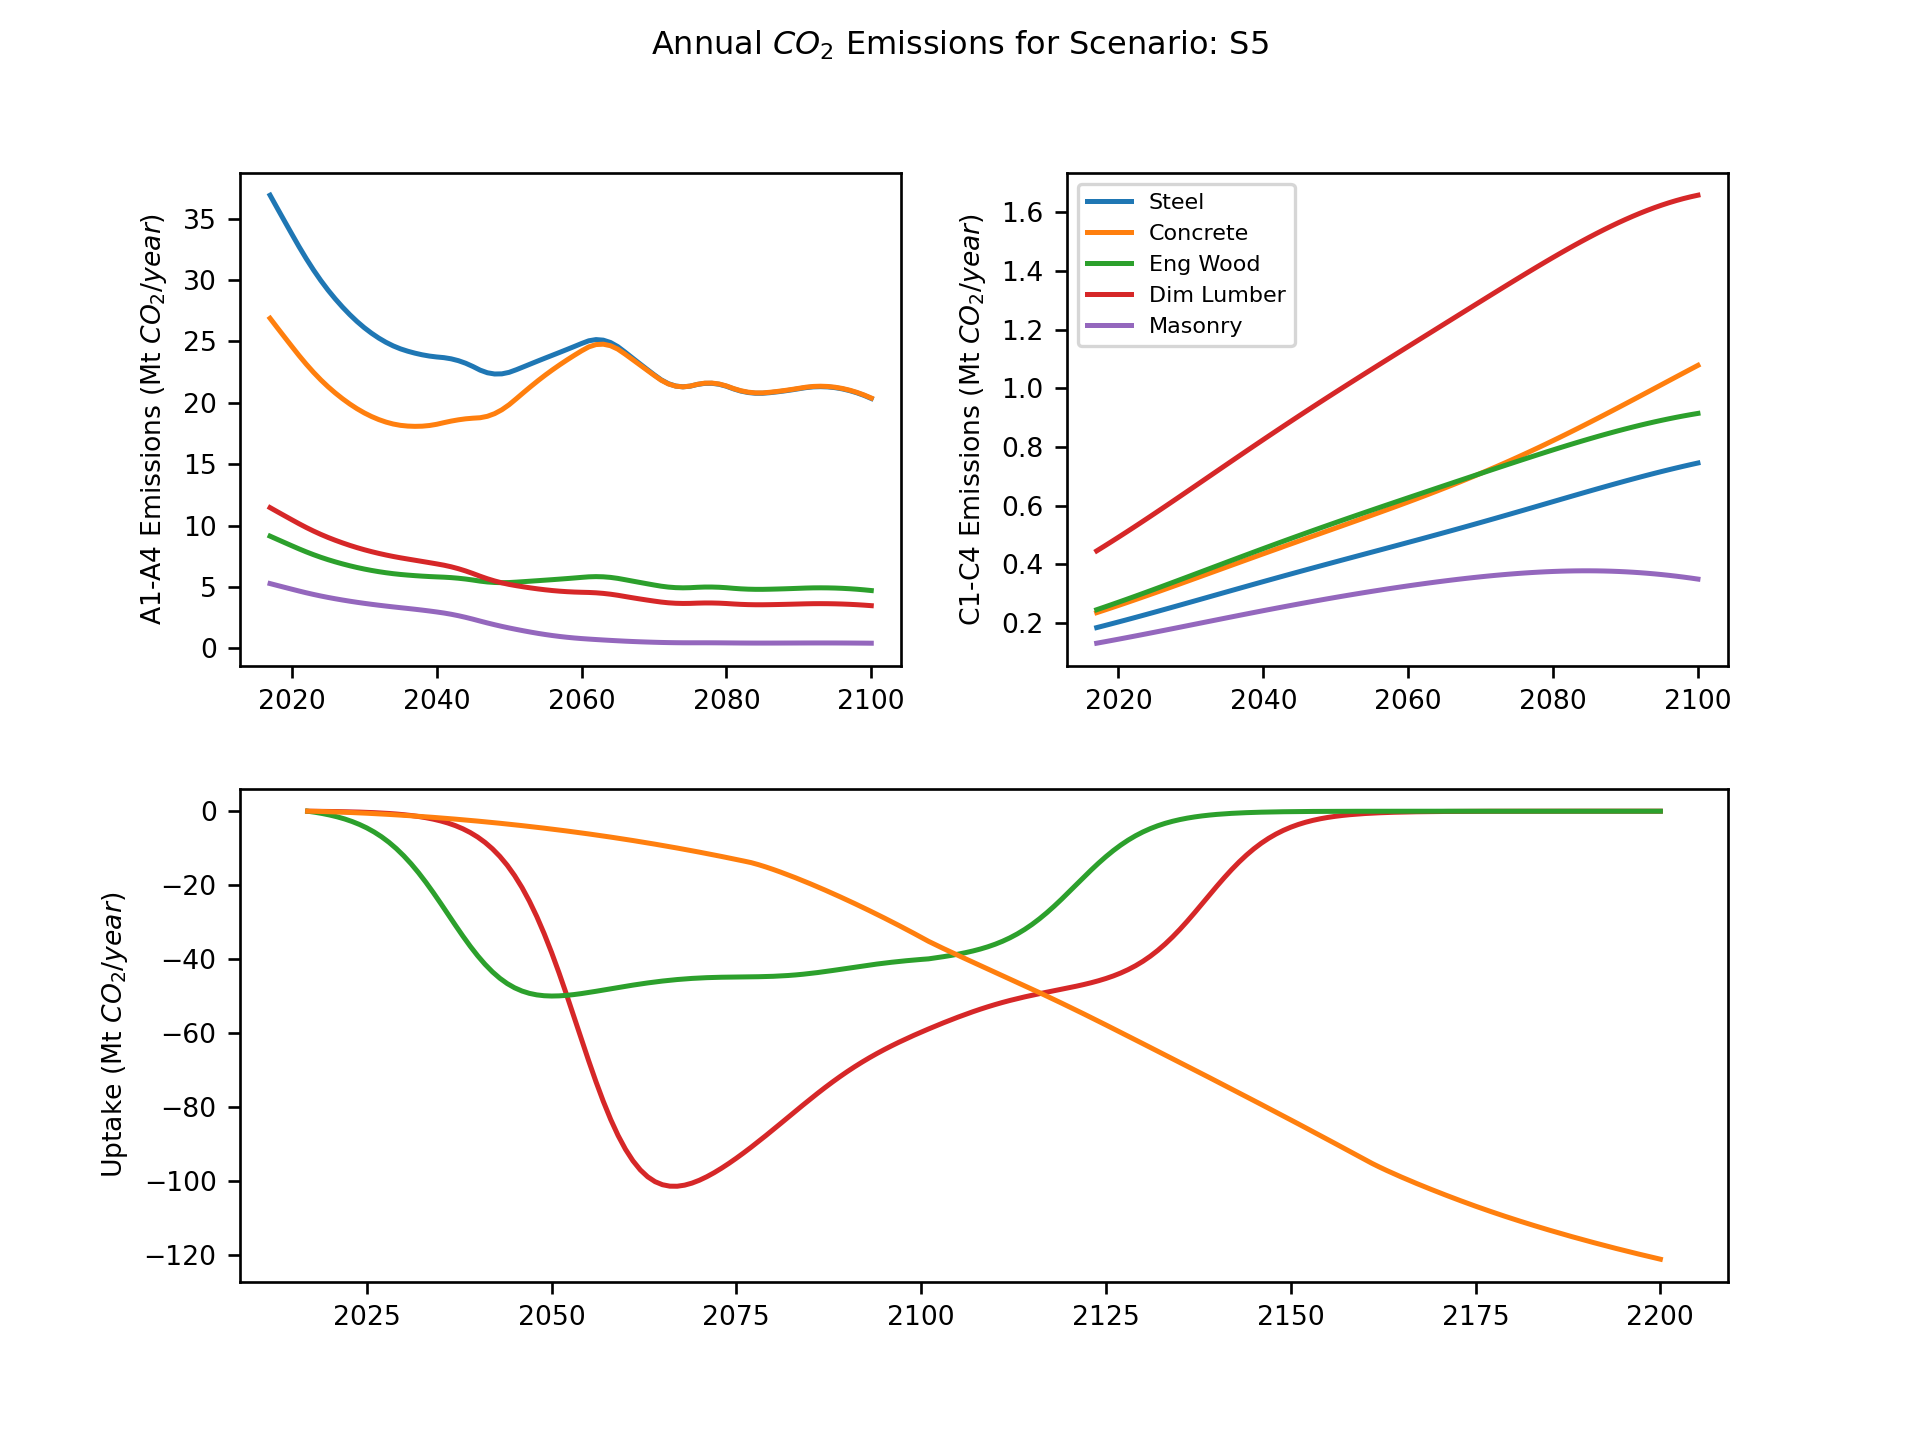 Annual CO₂ Emissions for Scenario: S5
A1-A4 Emissions (Mt CO₂/year)
35
30
25
20
15
10
5
0
2020 2040 2060 2080 2100
C1-C4 Emissions (Mt CO₂/year)
1.6
1.4
1.2
1.0
0.8
0.6
0.4
0.2
Steel
Concrete
Eng Wood
Dim Lumber
Masonry
2020 2040 2060 2080 2100
Uptake (Mt CO₂/year)
0
−20
−40
−60
−80
−100
−120
2025 2050 2075 2100 2125 2150 2175 2200